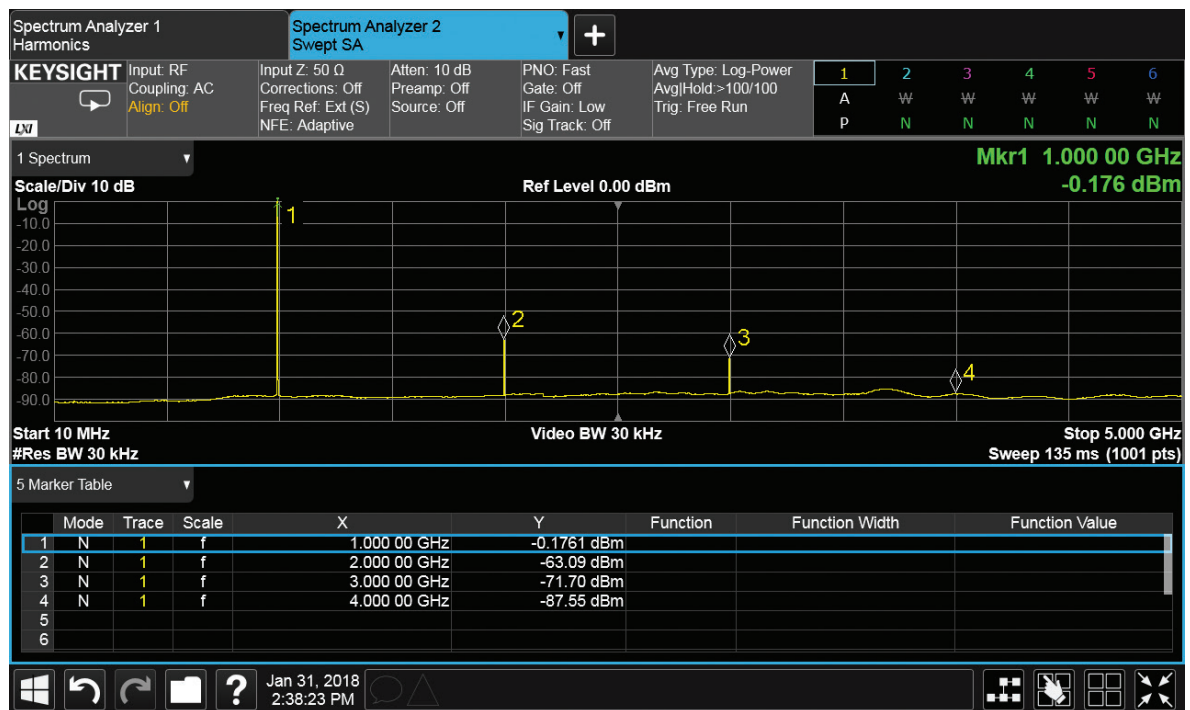 Spectrum Analyzer 1
Harmonics
Spectrum Analyzer 2
Swept SA
+
KEYSIGHT
LXI
Input: RF
Coupling: AC
Align: Off
Input Z: 50 Ω
Corrections: Off
Freq Ref: Ext (S)
NFE: Adaptive
Atten: 10 dB
Preamp: Off
Source: Off
PNO: Fast
Gate: Off
IF Gain: Low
Sig Track: Off
Avg Type: Log-Power
Avg|Hold:>100/100
Trig: Free Run
1 2 3 4 5 6
A W W W W W
P N N N N N
1 Spectrum
Mkr1 1.000 00 GHz
Scale/Div 10 dB
Ref Level 0.00 dBm
-0.176 dBm
Log
-10.0
-20.0
-30.0
-40.0
-50.0
-60.0
-70.0
-80.0
-90.0
1
2
3
4
Start 10 MHz
Video BW 30 kHz
Stop 5.000 GHz
#Res BW 30 kHz
Sweep 135 ms (1001 pts)
5 Marker Table
Mode Trace Scale X Y Function Function Width Function Value
1 N 1 f 1.000 00 GHz -0.1761 dBm
2 N 1 f 2.000 00 GHz -63.09 dBm
3 N 1 f 3.000 00 GHz -71.70 dBm
4 N 1 f 4.000 00 GHz -87.55 dBm
5
6
?
Jan 31, 2018
2:38:23 PM